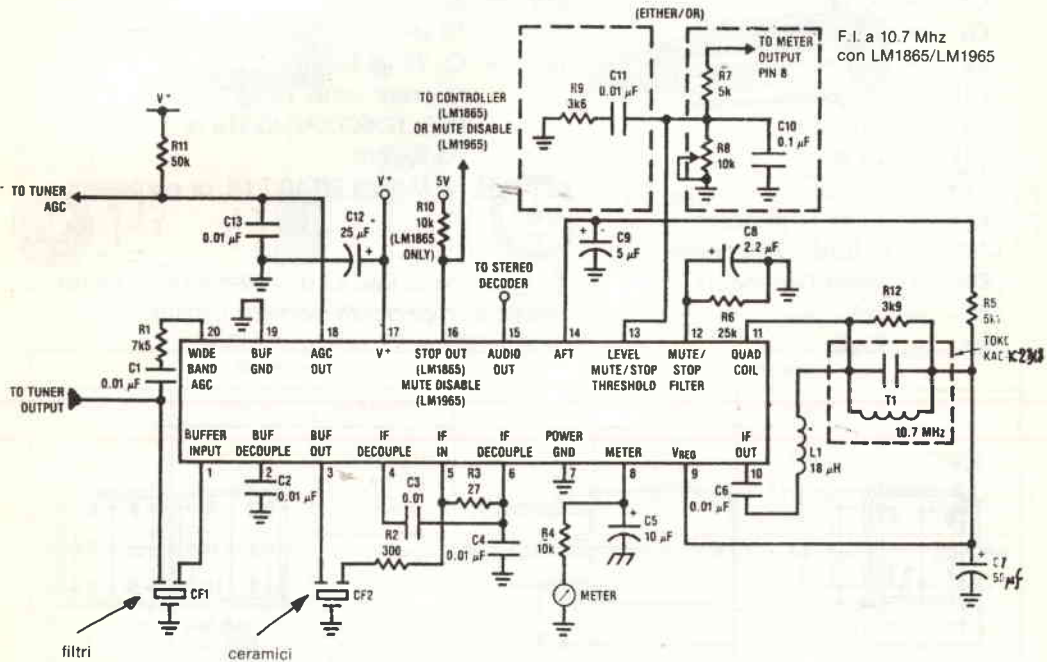 (EITHER/OR)
F.I. a 10.7 Mhz
con LM1865/LM1965
TO METER
OUTPUT
PIN 8
C11
0.01 µF
R9
3k6
R7
5k
R8
10k
C10
0.1 µF
V+
R11
50k
TO CONTROLLER
(LM1865)
OR MUTE DISABLE
(LM1965)
TO TUNER
AGC
C13
0.01 µF
C12
25 µF
V+
5V
R10
10k
(LM1865
ONLY)
TO STEREO
DECODER
C9
5 µF
C8
2.2 µF
R6
25k
R12
3k9
R5
5k1
TOKO
KAC-K2318
R1
7k5
C1
0.01 µF
TO TUNER
OUTPUT
20
19
18
17
16
15
14
13
12
11
WIDE
BAND
AGC
BUF
GND
AGC
OUT
V+
STOP OUT
(LM1865)
MUTE DISABLE
(LM1965)
AUDIO
OUT
AFT
LEVEL
MUTE/STOP
THRESHOLD
MUTE/
STOP
FILTER
QUAD
COIL
T1
10.7 MHz
BUFFER
INPUT
BUF
DECOUPLE
BUF
OUT
IF
DECOUPLE
IF
IN
IF
DECOUPLE
POWER
GND
METER
VREG
IF
OUT
1
2
3
4
5
6
7
8
9
10
L1
18 µH
C2
0.01 µF
C3
0.01
R3
27
R2
300
C4
0.01 µF
R4
10k
C5
10 µF
C6
0.01 µF
C7
50µf
CF1
CF2
METER
filtri
ceramici